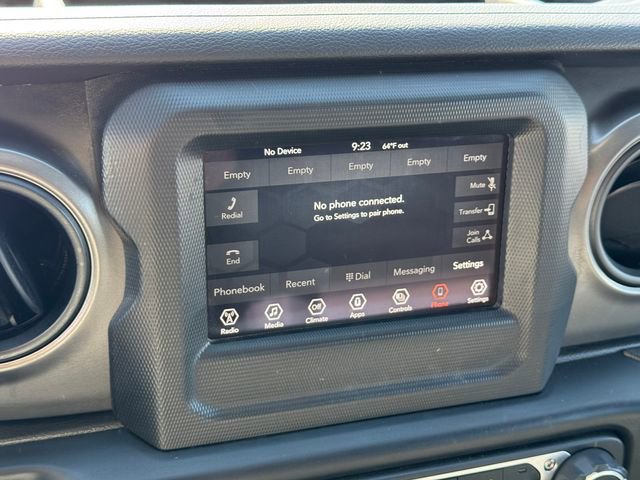 No Device 9:23 64°F out
Empty Empty Empty Empty Empty
No phone connected.
Go to Settings to pair phone.
Redial
End
Mute
Transfer
Join
Calls
Phonebook Recent Dial Messaging Settings
Radio Media Climate Apps Controls Phone Settings
Off